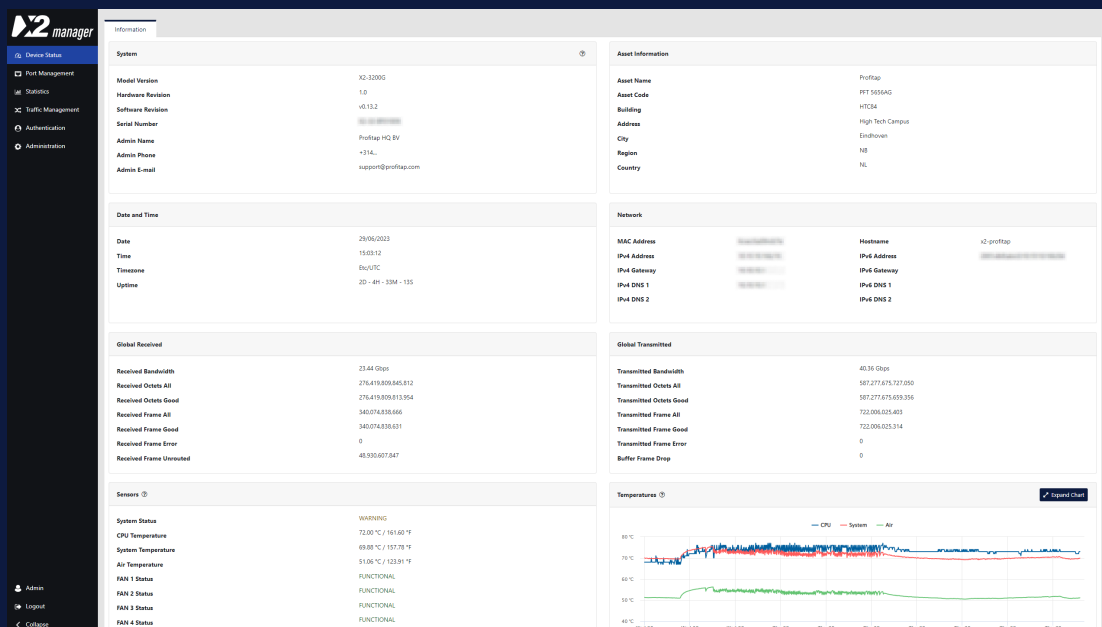 X2 manager
Device Status
Port Management
Statistics
Traffic Management
Authentication
Administration
Admin
Logout
Collapse
Information
System
Model Version X2-3200G
Hardware Revision 1.0
Software Revision v0.13.2
Serial Number
Admin Name Profitap HQ BV
Admin Phone +314...
Admin E-mail support@profitap.com
Asset Information
Asset Name Profitap
Asset Code PFT 5656AG
Building HTC84
Address High Tech Campus
City Eindhoven
Region NB
Country NL
Date and Time
Date 29/06/2023
Time 15:03:12
Timezone Etc/UTC
Uptime 2D - 4H - 33M - 13S
Network
MAC Address Hostname x2-profitap
IPv4 Address IPv6 Address
IPv4 Gateway IPv6 Gateway
IPv4 DNS 1 IPv6 DNS 1
IPv4 DNS 2 IPv6 DNS 2
Global Received
Received Bandwidth 23.44 Gbps
Received Octets All 276.419.809.845,812
Received Octets Good 276.419.809.813,954
Received Frame All 340.074.838.666
Received Frame Good 340.074.838.631
Received Frame Error 0
Received Frame Unrouted 48.930.607.847
Global Transmitted
Transmitted Bandwidth 40.36 Gbps
Transmitted Octets All 587.277.675.727,050
Transmitted Octets Good 587.277.675.659,356
Transmitted Frame All 722.006.025.403
Transmitted Frame Good 722.006.025.314
Transmitted Frame Error 0
Buffer Frame Drop 0
Sensors
System Status WARNING
CPU Temperature 72.00 °C / 161.60 °F
System Temperature 69.88 °C / 157.78 °F
Air Temperature 51.06 °C / 123.91 °F
FAN 1 Status FUNCTIONAL
FAN 2 Status FUNCTIONAL
FAN 3 Status FUNCTIONAL
FAN 4 Status FUNCTIONAL
Temperatures
Expand Chart
CPU System Air
80 °C
70 °C
60 °C
50 °C
40 °C